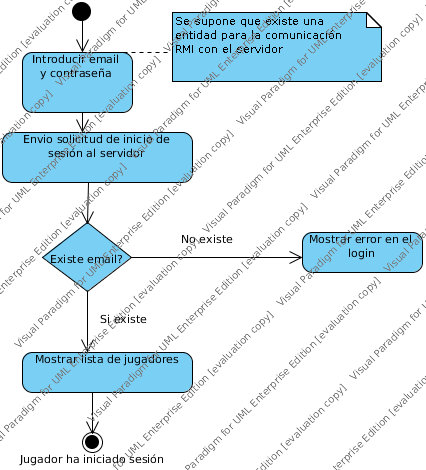 Se supone que existe una
entidad para la comunicación
RMI con el servidor
Introducir email
y contraseña
Envio solicitud de inicio de
sesión al servidor
Existe email?
No existe
Mostrar error en el
login
Si existe
Mostrar lista de jugadores
Jugador ha iniciado sesión
Visual Paradigm for UML Enterprise Edition [evaluation copy]